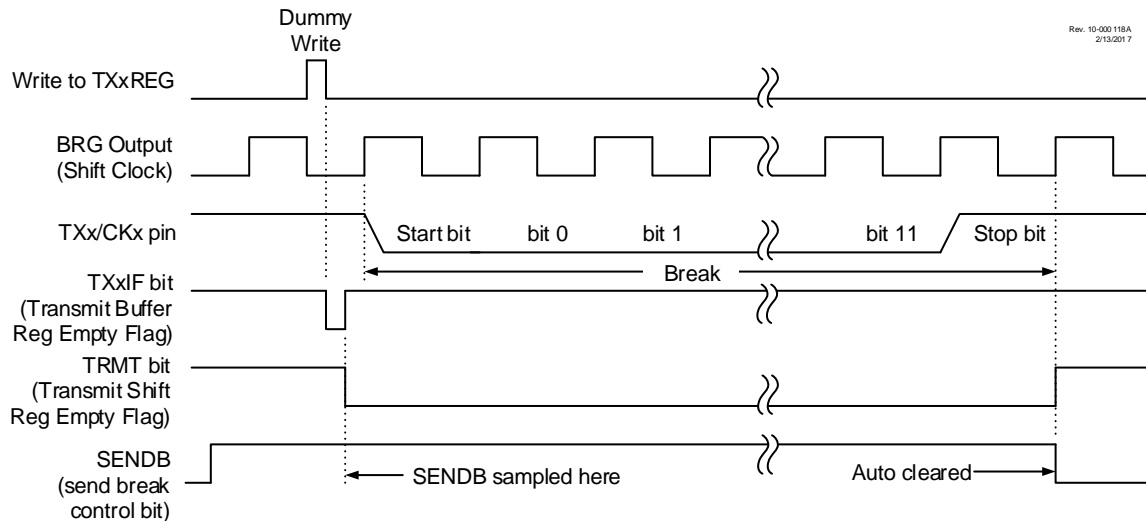 Dummy
Write
Rev. 10-000 118A
2/13/201 7
Write to TXxREG
BRG Output
(Shift Clock)
TXx/CKx pin
Start bit
bit 0
bit 1
bit 11
Stop bit
Break
TXxIF bit
(Transmit Buffer
Reg Empty Flag)
TRMT bit
(Transmit Shift
Reg Empty Flag)
SENDB
(send break
control bit)
SENDB sampled here
Auto cleared